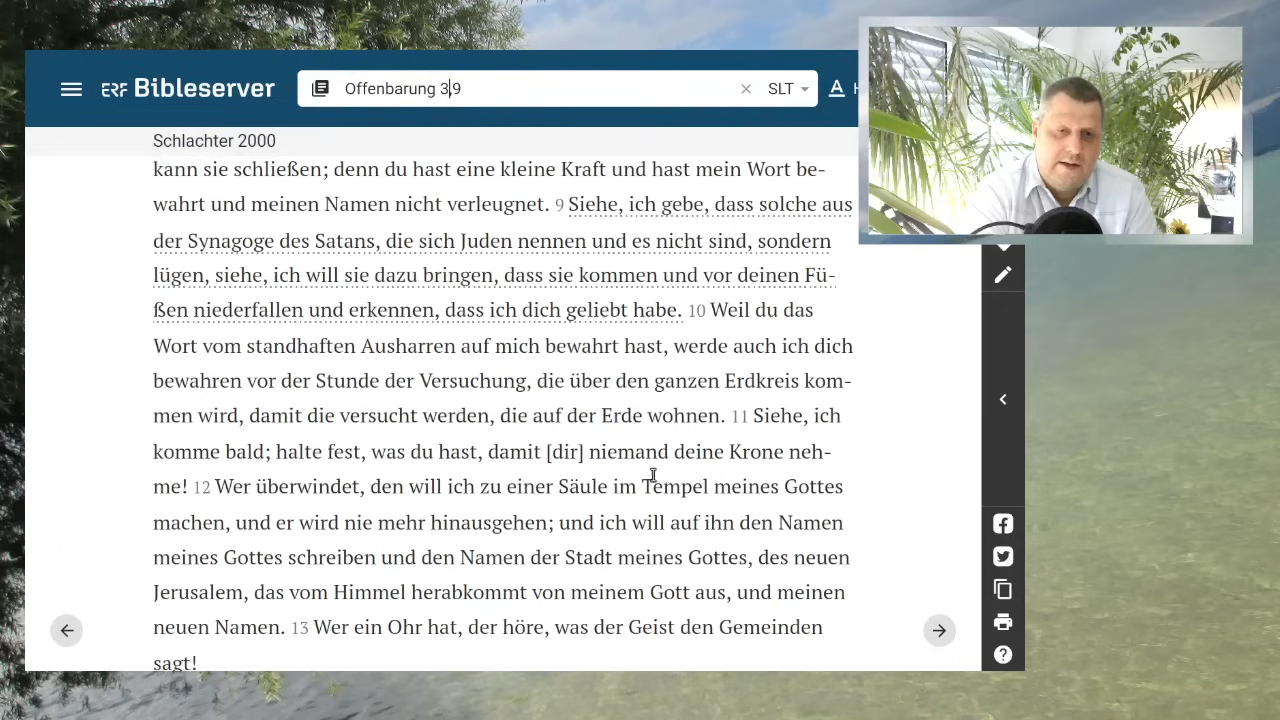 ERF Bibleserver
Offenbarung 3,9
SLT
A H
Schlachter 2000
kann sie schließen; denn du hast eine kleine Kraft und hast mein Wort be-
wahrt und meinen Namen nicht verleugnet. 9 Siehe, ich gebe, dass solche aus
der Synagoge des Satans, die sich Juden nennen und es nicht sind, sondern
lügen, siehe, ich will sie dazu bringen, dass sie kommen und vor deinen Fü-
ßen niederfallen und erkennen, dass ich dich geliebt habe. 10 Weil du das
Wort vom standhaften Ausharren auf mich bewahrt hast, werde auch ich dich
bewahren vor der Stunde der Versuchung, die über den ganzen Erdkreis kom-
men wird, damit die versucht werden, die auf der Erde wohnen. 11 Siehe, ich
komme bald; halte fest, was du hast, damit [dir] niemand deine Krone neh-
me! 12 Wer überwindet, den will ich zu einer Säule im Tempel meines Gottes
machen, und er wird nie mehr hinausgehen; und ich will auf ihn den Namen
meines Gottes schreiben und den Namen der Stadt meines Gottes, des neuen
Jerusalem, das vom Himmel herabkommt von meinem Gott aus, und meinen
neuen Namen. 13 Wer ein Ohr hat, der höre, was der Geist den Gemeinden
sagt!